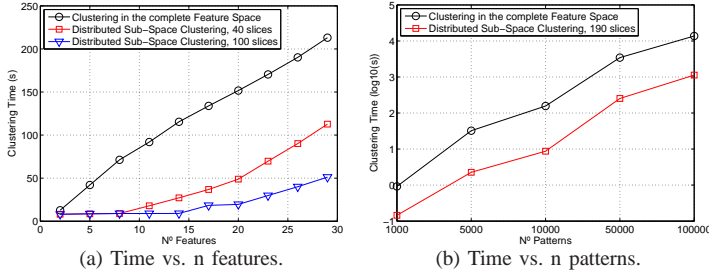 250
200
150
100
50
0
Clustering Time (s)
Clustering in the complete Feature Space
Distributed Sub−Space Clustering, 40 slices
Distributed Sub−Space Clustering, 100 slices
0 5 10 15 20 25 30
Nº Features
(a) Time vs. n features.
5
4
3
2
1
0
−1
Clustering Time (log10(s))
Clustering in the complete Feature Space
Distributed Sub−Space Clustering, 190 slices
1000 5000 10000 50000 100000
Nº Patterns
(b) Time vs. n patterns.